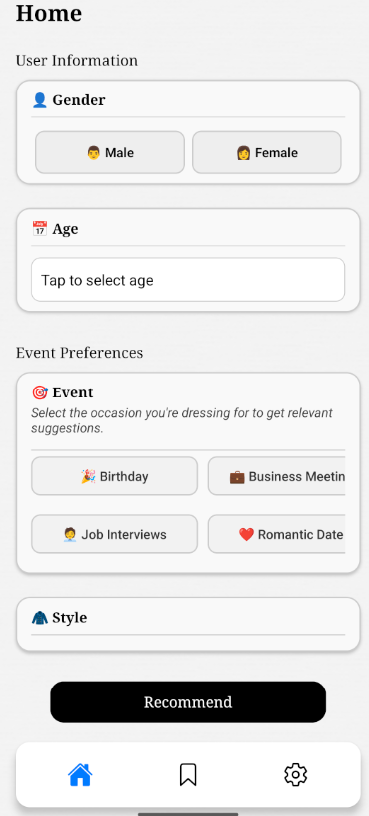 Home
User Information
👤 Gender
👨 Male
👩 Female
📅 Age
Tap to select age
Event Preferences
🎯 Event
Select the occasion you're dressing for to get relevant
suggestions.
🎉 Birthday
💼 Business Meetin
🧑‍💼 Job Interviews
❤️ Romantic Date
🧥 Style
Recommend